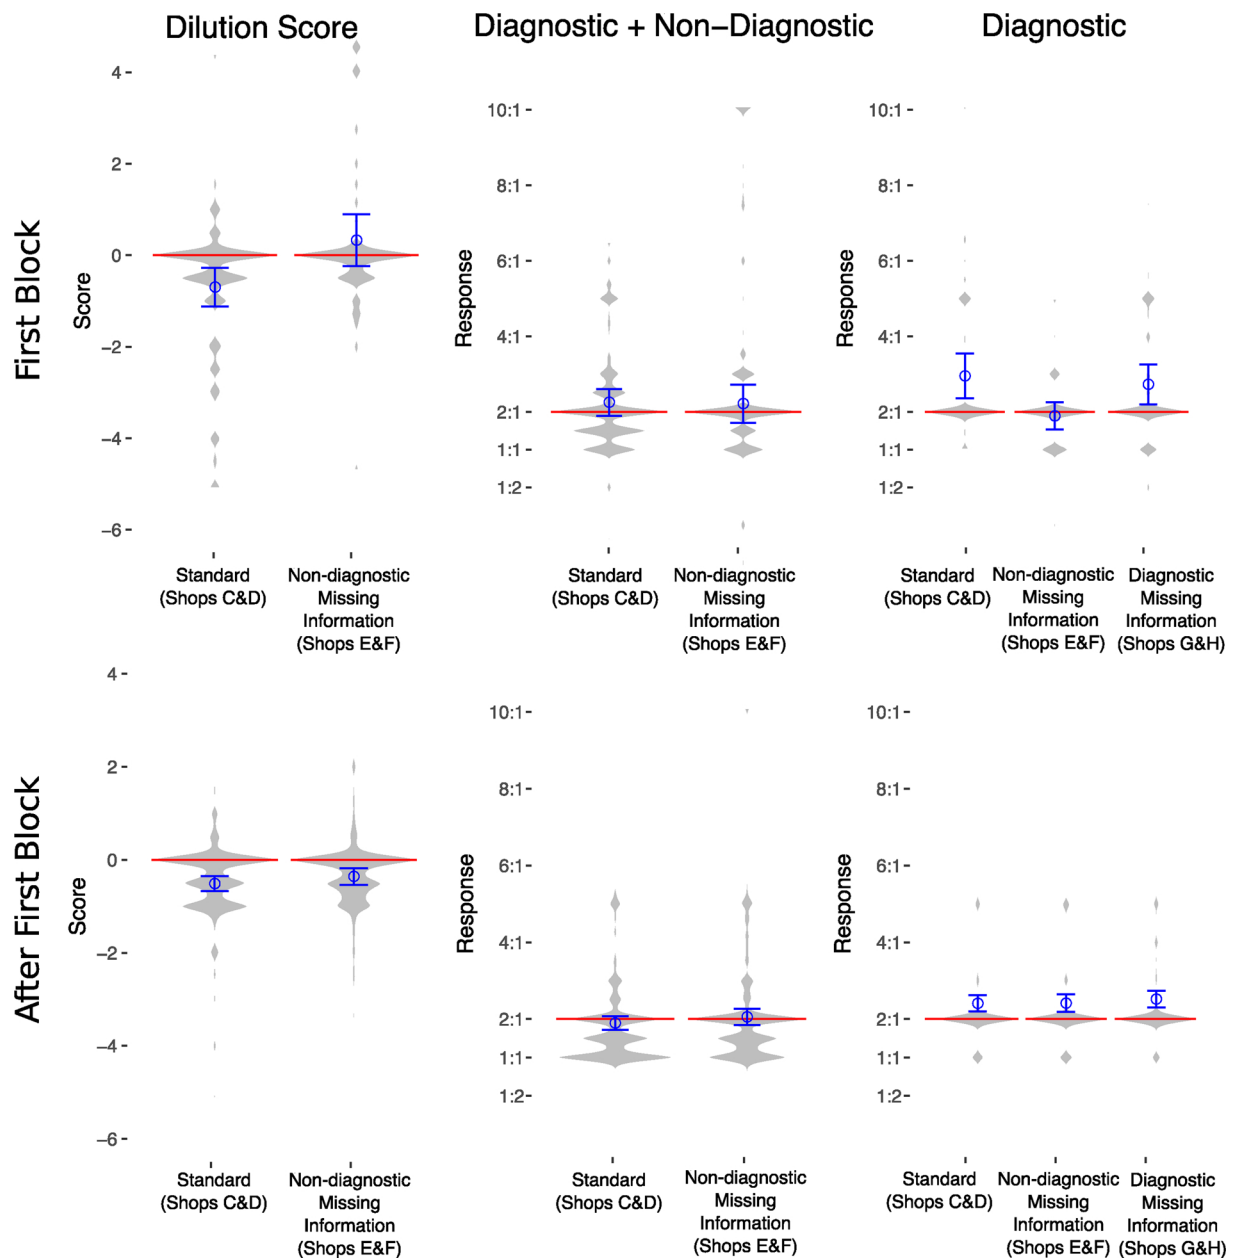 Dilution Score
Diagnostic + Non−Diagnostic
Diagnostic
First Block
Score
4
2
0
−2
−4
−6
Standard
(Shops C&D)
Non-diagnostic
Missing
Information
(Shops E&F)
Response
10:1
8:1
6:1
4:1
2:1
1:1
1:2
Standard
(Shops C&D)
Non-diagnostic
Missing
Information
(Shops E&F)
Response
10:1
8:1
6:1
4:1
2:1
1:1
1:2
Standard
(Shops C&D)
Non-diagnostic
Missing
Information
(Shops E&F)
Diagnostic
Missing
Information
(Shops G&H)
After First Block
Score
4
2
0
−2
−4
−6
Standard
(Shops C&D)
Non-diagnostic
Missing
Information
(Shops E&F)
Response
10:1
8:1
6:1
4:1
2:1
1:1
1:2
Standard
(Shops C&D)
Non-diagnostic
Missing
Information
(Shops E&F)
Response
10:1
8:1
6:1
4:1
2:1
1:1
1:2
Standard
(Shops C&D)
Non-diagnostic
Missing
Information
(Shops E&F)
Diagnostic
Missing
Information
(Shops G&H)